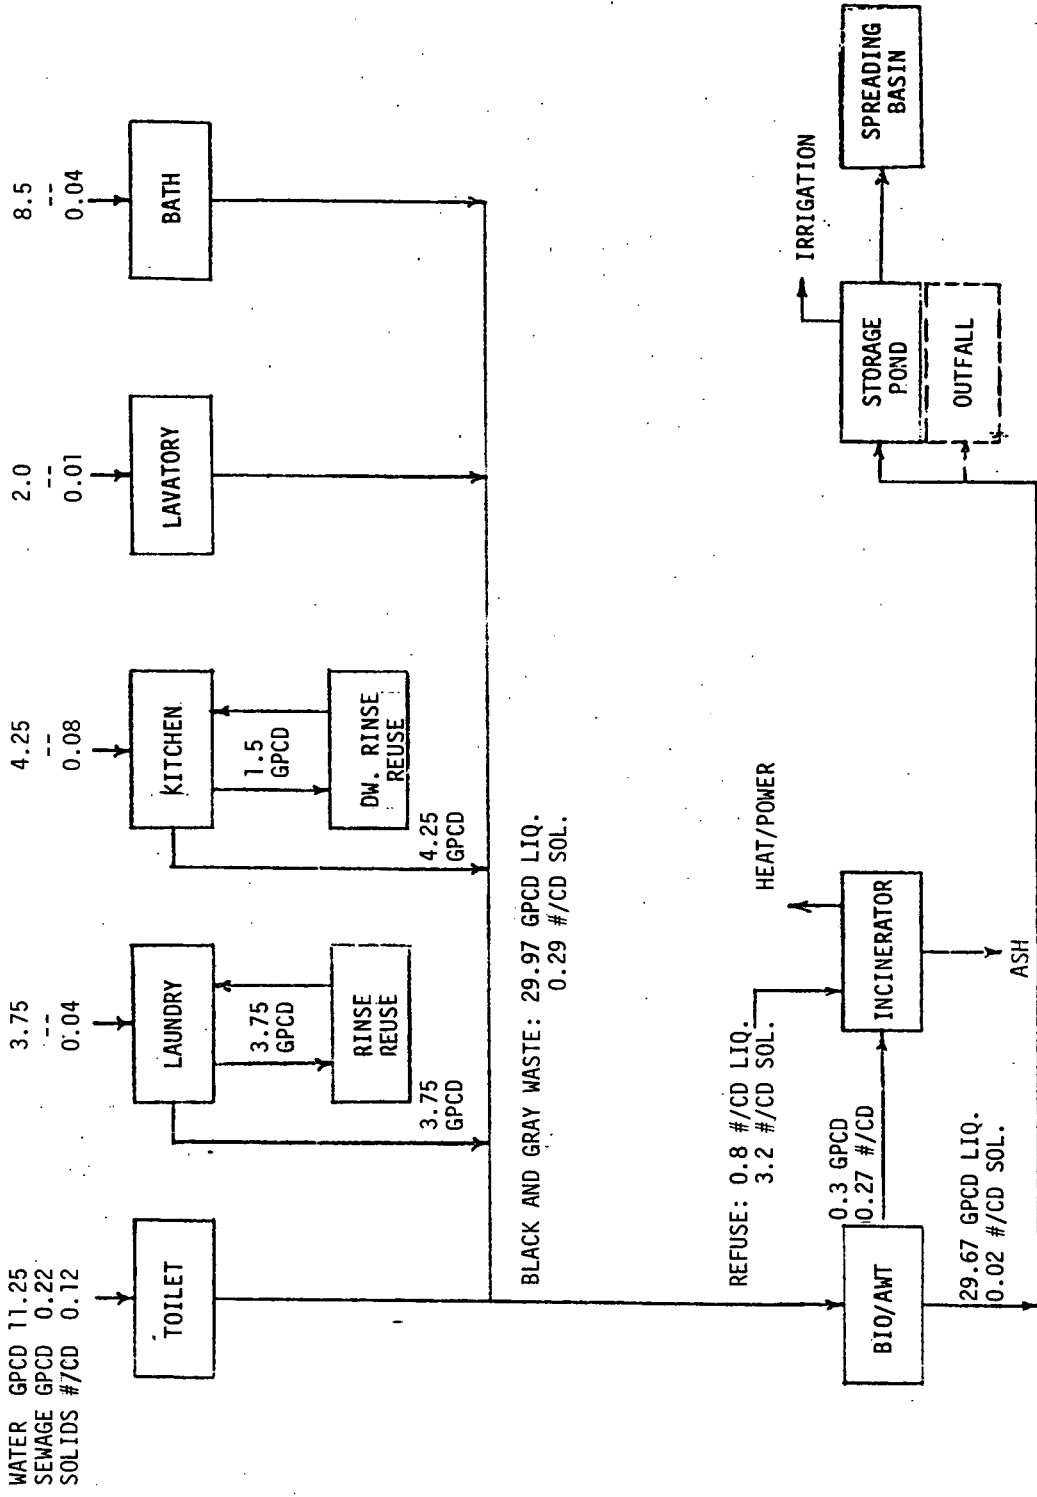 WATER GPCD 11.25
SEWAGE GPCD 0.22
SOLIDS #/CD 0.12
3.75
--
0.04
4.25
--
0.08
2.0
--
0.01
8.5
--
0.04
TOILET
LAUNDRY
KITCHEN
LAVATORY
BATH
3.75
GPCD
1.5
GPCD
RINSE
REUSE
DW. RINSE
REUSE
3.75
GPCD
4.25
GPCD
BLACK AND GRAY WASTE: 29.97 GPCD LIQ.
0.29 #/CD SOL.
REFUSE: 0.8 #/CD LIQ.
3.2 #/CD SOL.
HEAT/POWER
IRRIGATION
0.3 GPCD
0.27 #/CD
BIO/AWT
INCINERATOR
STORAGE
POND
SPREADING
BASIN
OUTFALL
29.67 GPCD LIQ.
0.02 #/CD SOL.
ASH